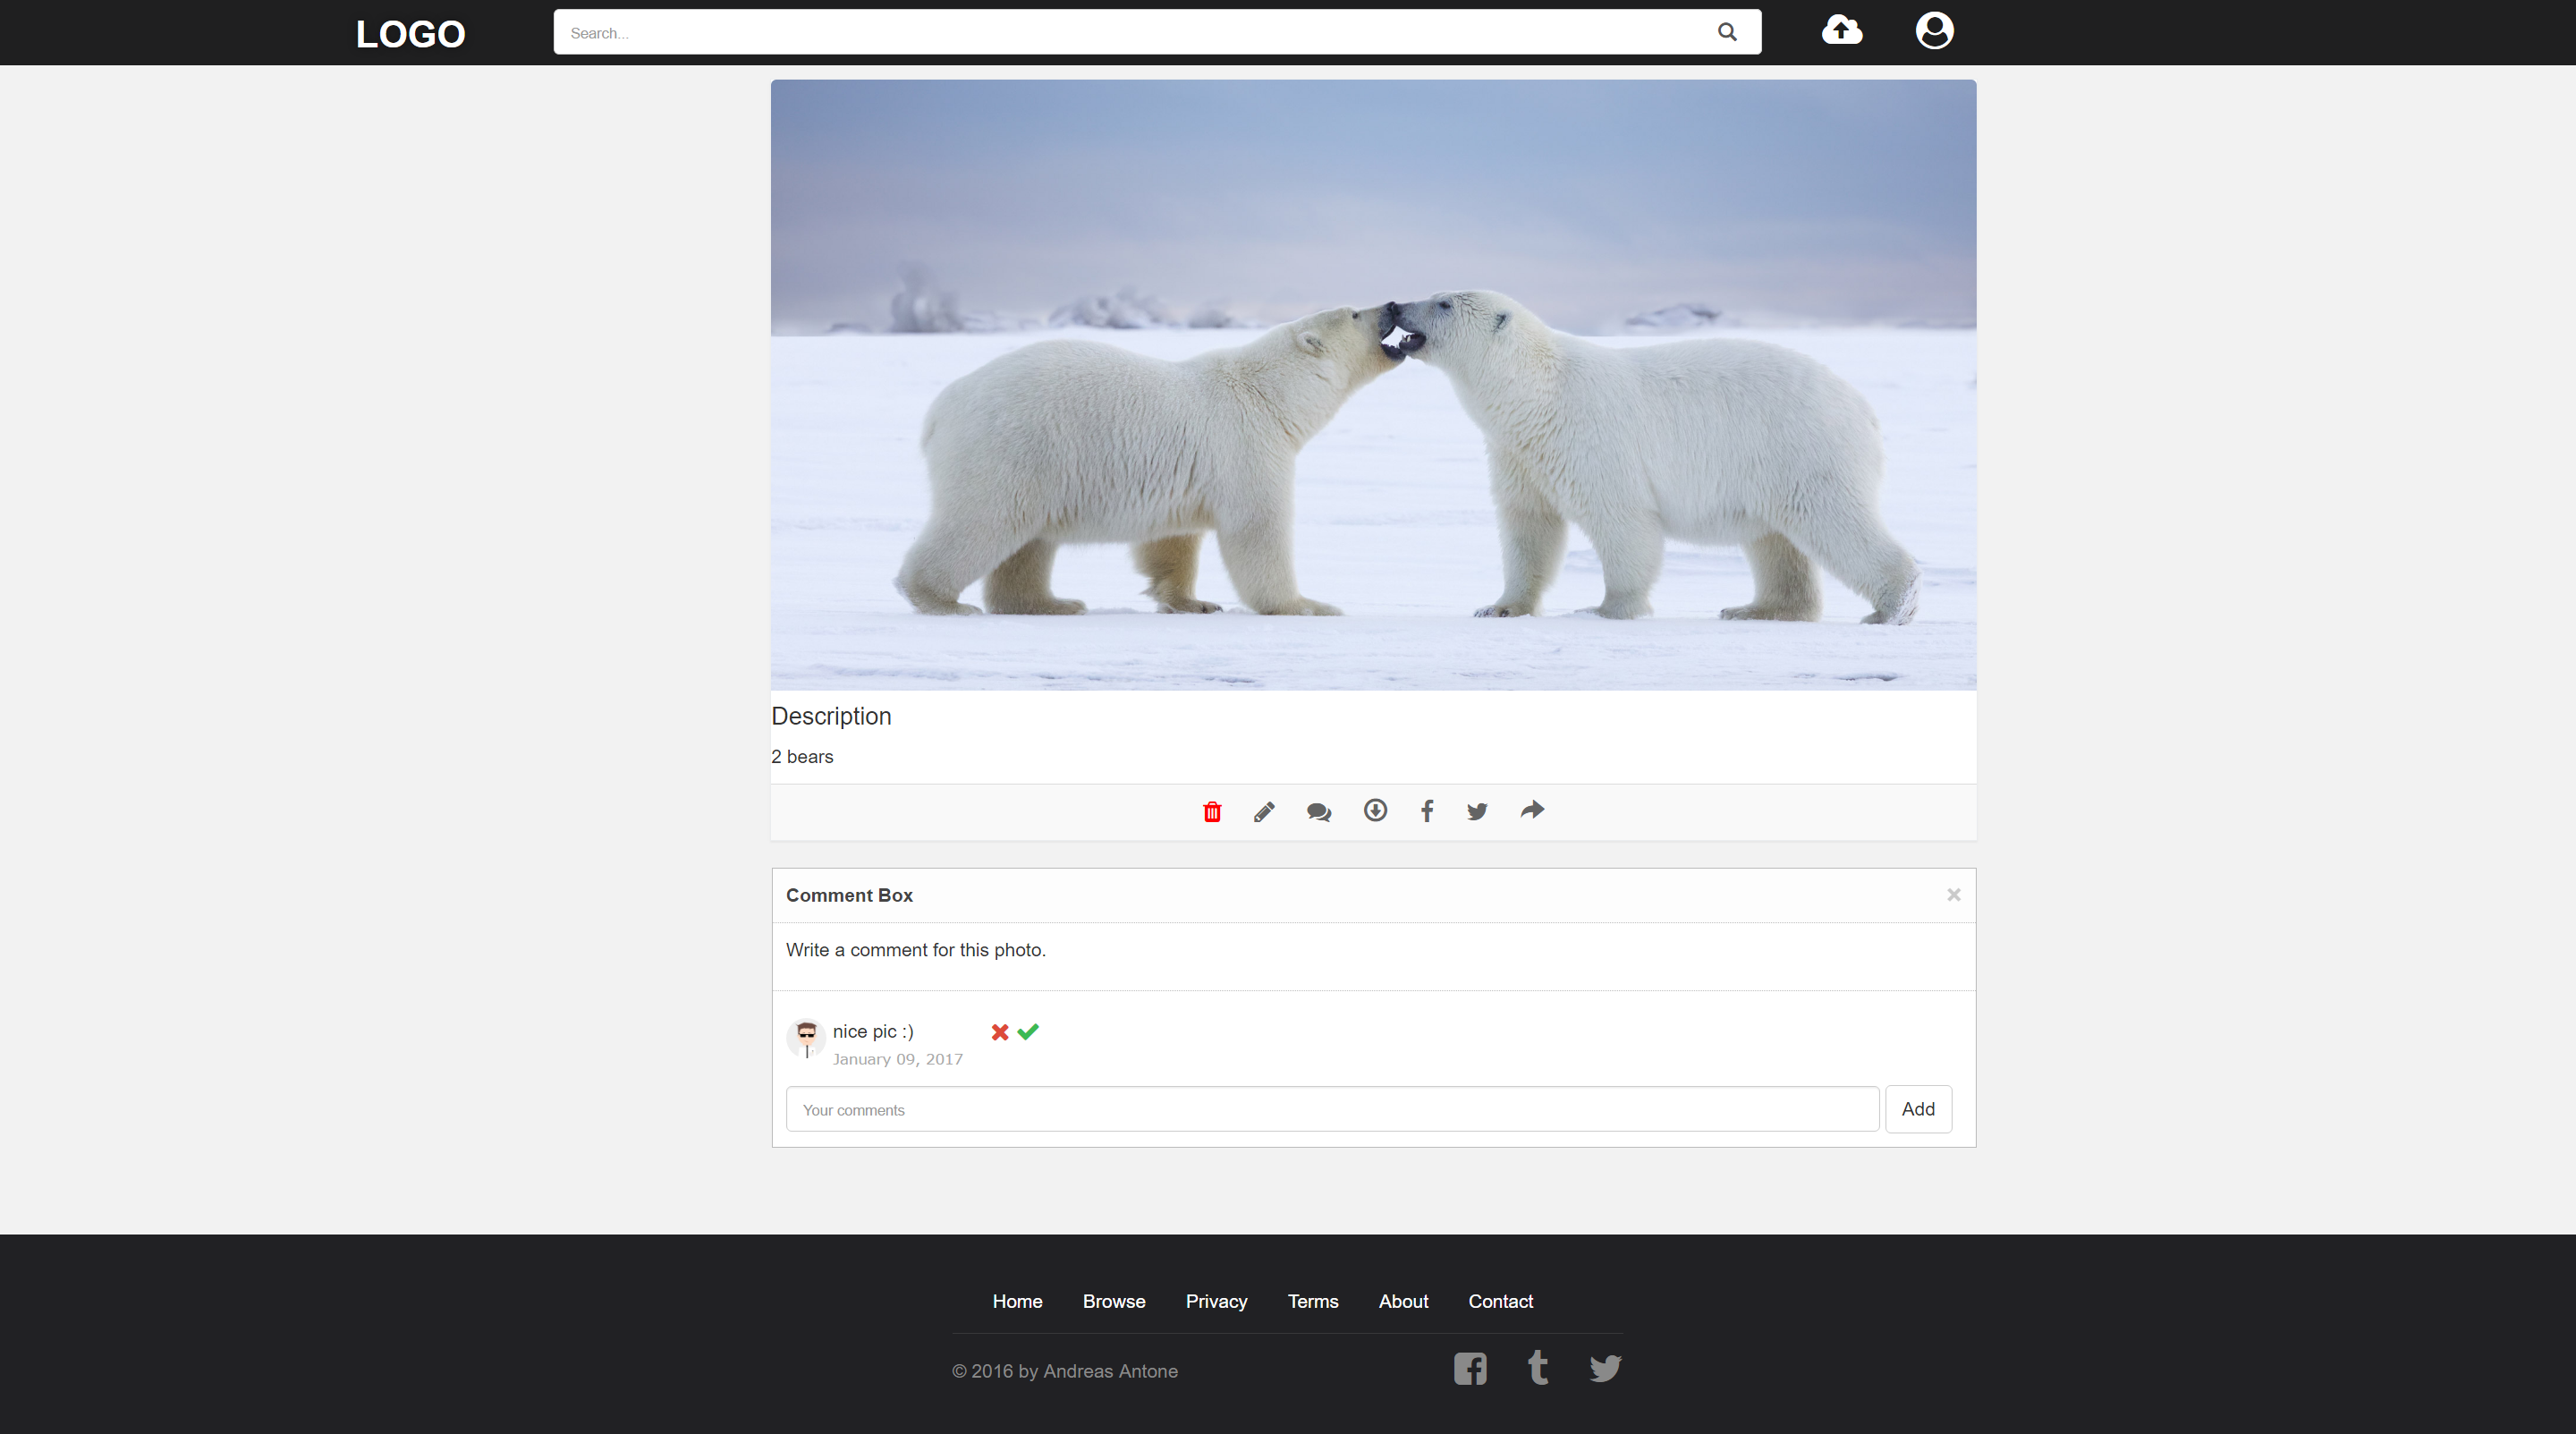 LOGO
Search...
Description
2 bears
Comment Box
Write a comment for this photo.
nice pic :)
January 09, 2017
Your comments
Add
Home Browse Privacy Terms About Contact
© 2016 by Andreas Antone